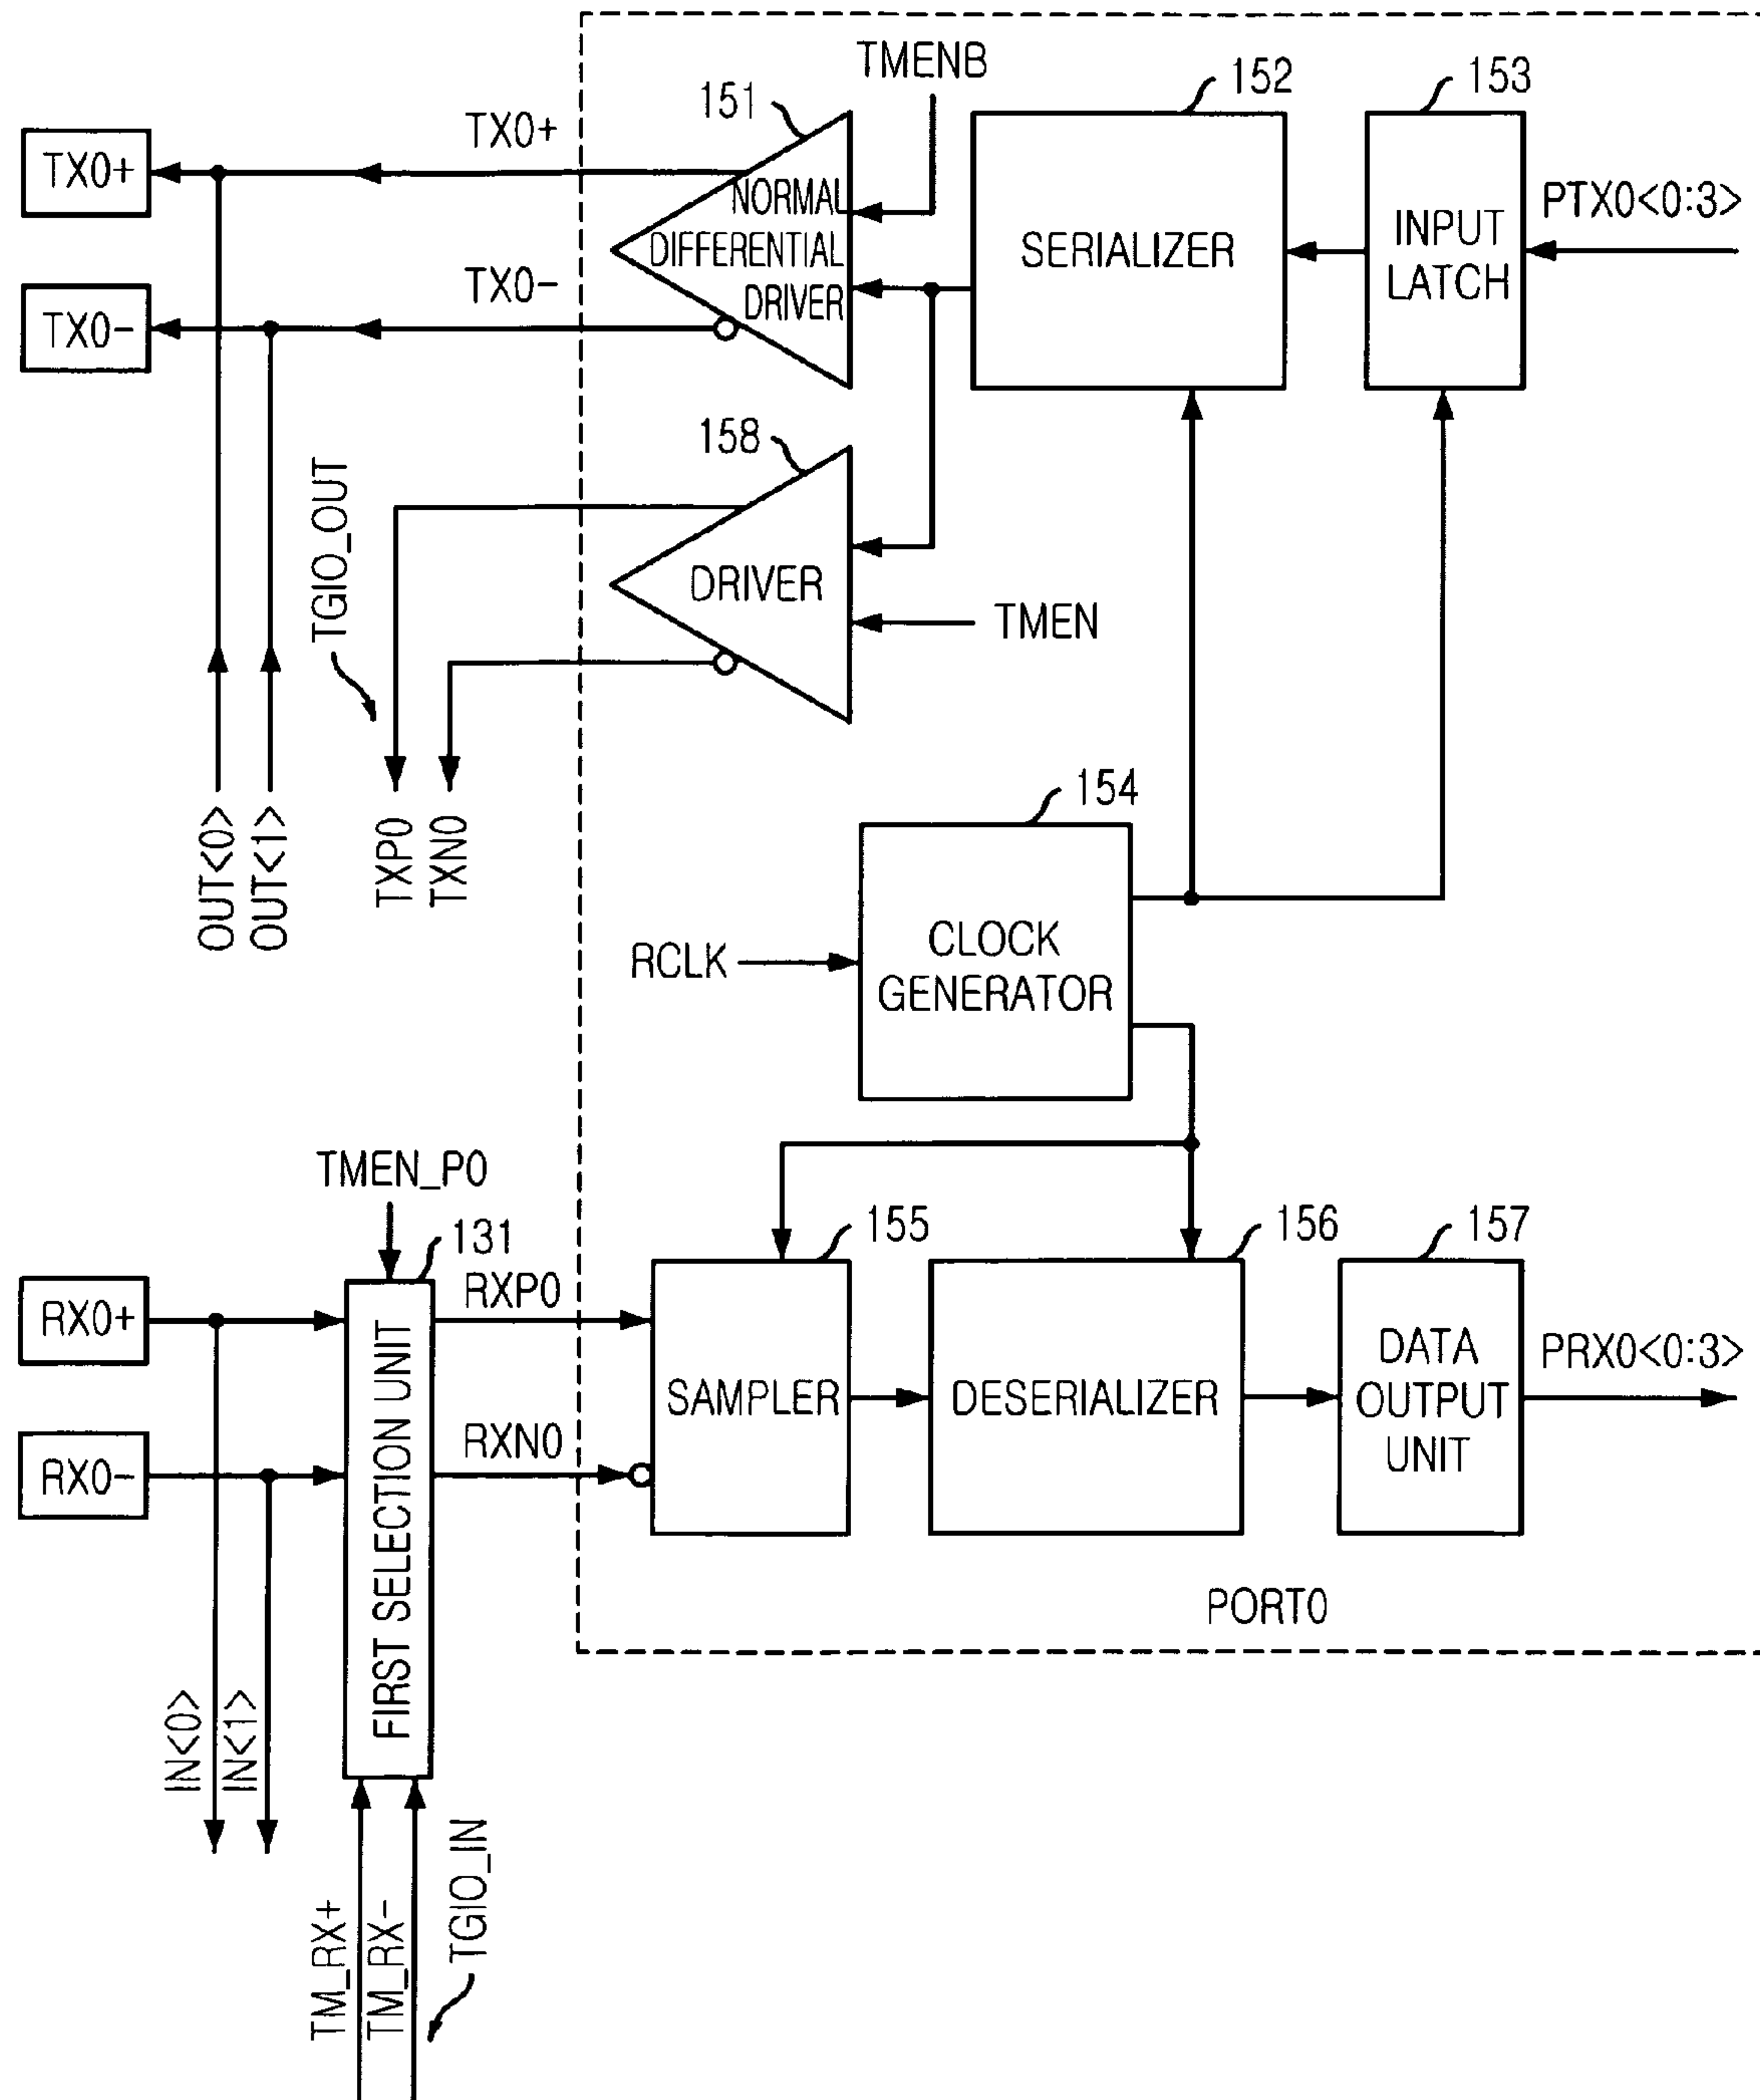 TMENB
151
152
153
TX0+
TX0+
NORMAL
DIFFERENTIAL
DRIVER
SERIALIZER
INPUT
LATCH
PTX0<0:3>
TX0-
TX0-
158
DRIVER
TMEN
TGIO_OUT
OUT<0>
OUT<1>
TXP0
TXN0
154
RCLK
CLOCK
GENERATOR
TMEN_P0
131
155
156
157
RX0+
RXP0
FIRST SELECTION UNIT
SAMPLER
DESERIALIZER
DATA
OUTPUT
UNIT
PRX0<0:3>
RX0-
RXN0
PORT0
IN<0>
IN<1>
TM_RX+
TM_RX-
TGIO_IN